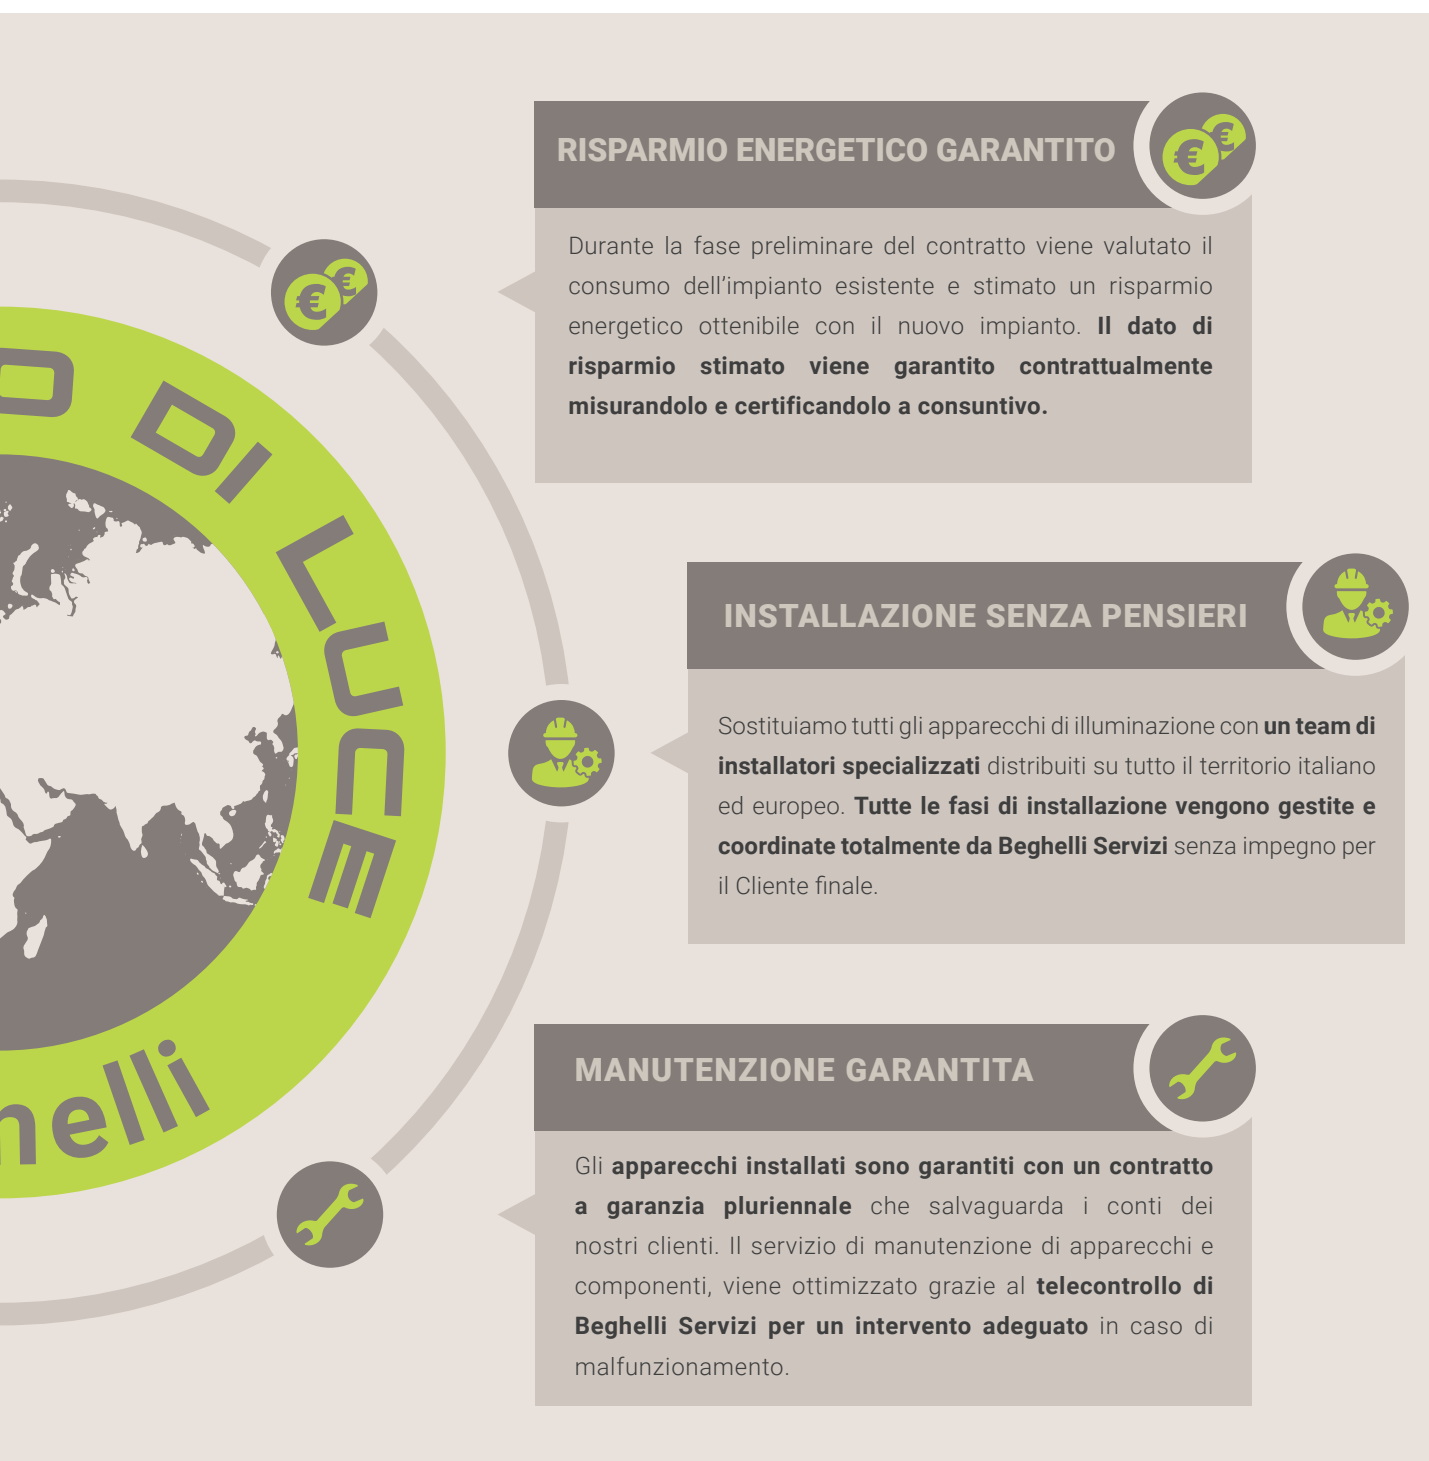 RISPARMIO ENERGETICO GARANTITO
Durante la fase preliminare del contratto viene valutato il
consumo dell'impianto esistente e stimato un risparmio
energetico ottenibile con il nuovo impianto. Il dato di
risparmio stimato viene garantito contrattualmente
misurandolo e certificandolo a consuntivo.
DI LUCE
INSTALLAZIONE SENZA PENSIERI
Sostituiamo tutti gli apparecchi di illuminazione con un team di
installatori specializzati distribuiti su tutto il territorio italiano
ed europeo. Tutte le fasi di installazione vengono gestite e
coordinate totalmente da Beghelli Servizi senza impegno per
il Cliente finale.
elli
MANUTENZIONE GARANTITA
Gli apparecchi installati sono garantiti con un contratto
a garanzia pluriennale che salvaguarda i conti dei
nostri clienti. Il servizio di manutenzione di apparecchi e
componenti, viene ottimizzato grazie al telecontrollo di
Beghelli Servizi per un intervento adeguato in caso di
malfunzionamento.